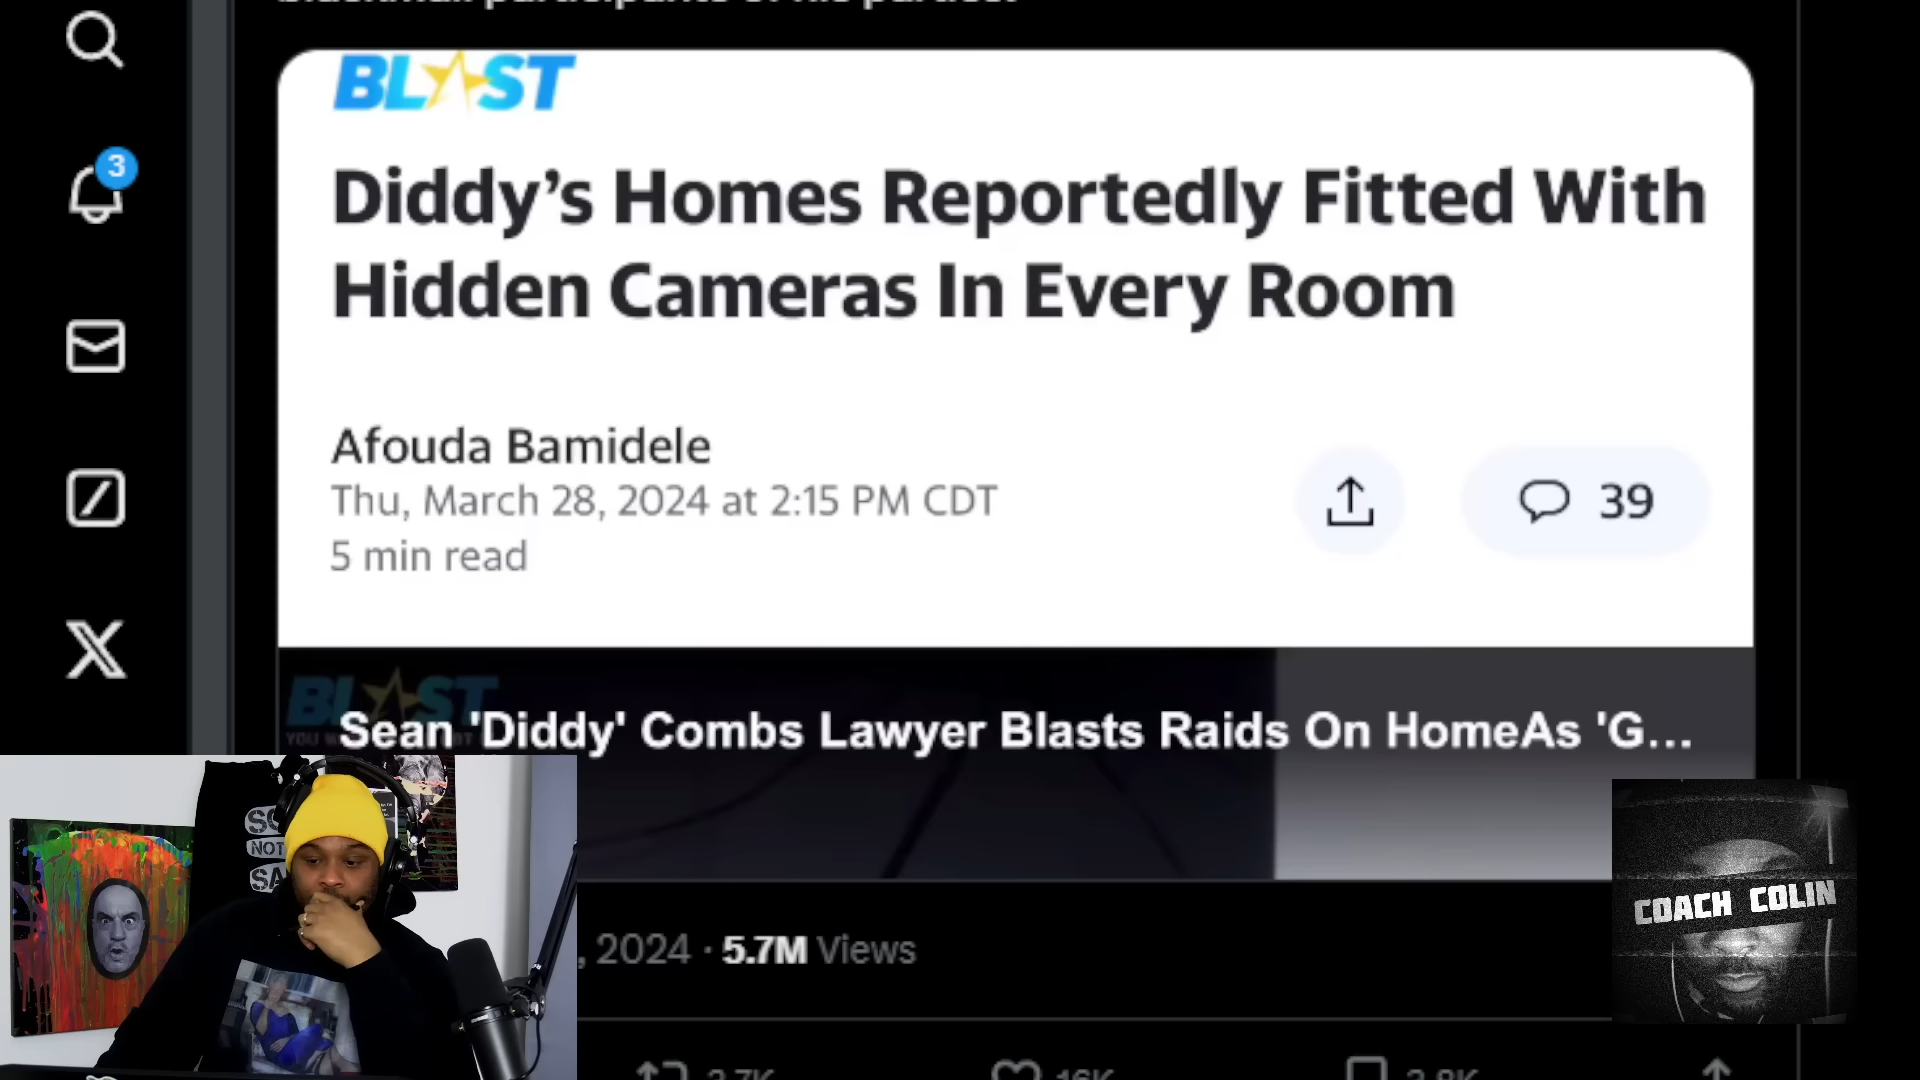 BLAST
3
Diddy’s Homes Reportedly Fitted With
Hidden Cameras In Every Room
Afouda Bamidele
Thu, March 28, 2024 at 2:15 PM CDT
39
5 min read
BLAST
Sean 'Diddy' Combs Lawyer Blasts Raids On HomeAs 'G...
NOT
COACH COLIN
, 2024 · 5.7M Views